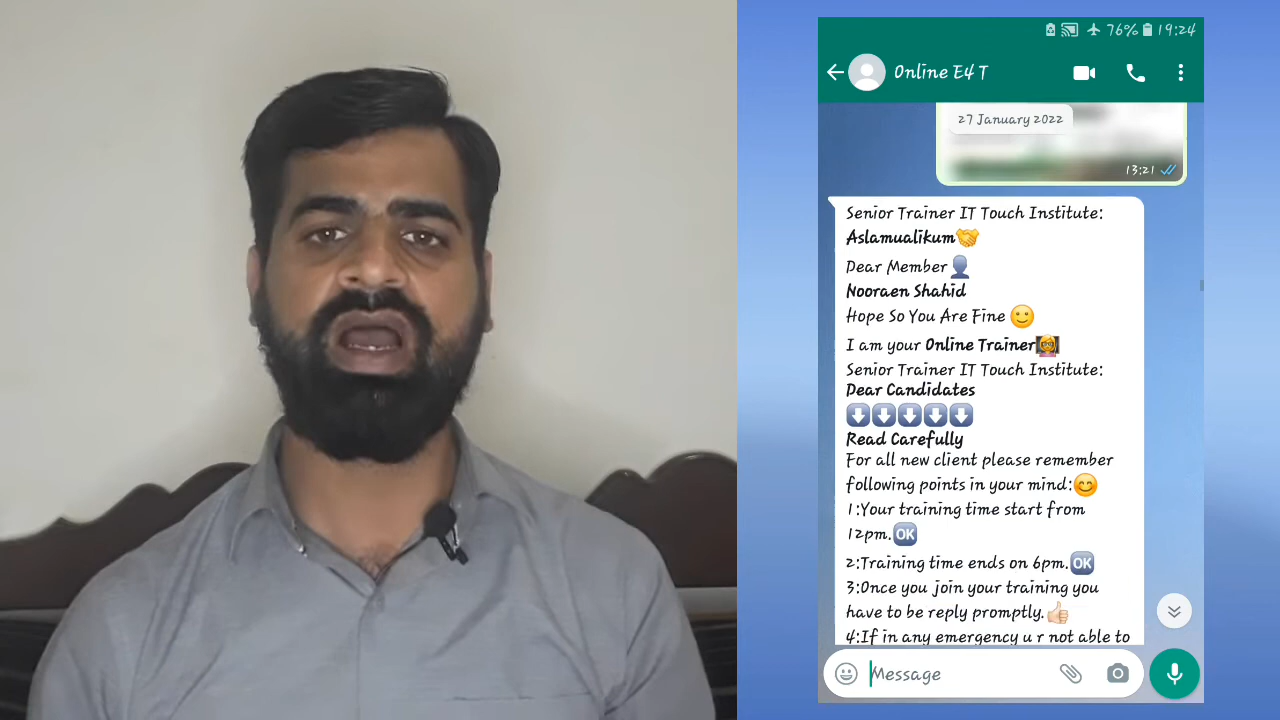 76% 19:24
Online E4 T
27 January 2022
13:21
Senior Trainer IT Touch Institute:
Aslamualikum🤝
Dear Member👤
Nooraen Shahid
Hope So You Are Fine 🙂
I am your Online Trainer👩‍🏫
Senior Trainer IT Touch Institute:
Dear Candidates
⬇️⬇️⬇️⬇️⬇️
Read Carefully
For all new client please remember
following points in your mind:😊
1:Your training time start from
12pm.🆗
2:Training time ends on 6pm.🆗
3:Once you join your training you
have to be reply promptly.👍🏻
4:If in any emergency u r not able to
Message